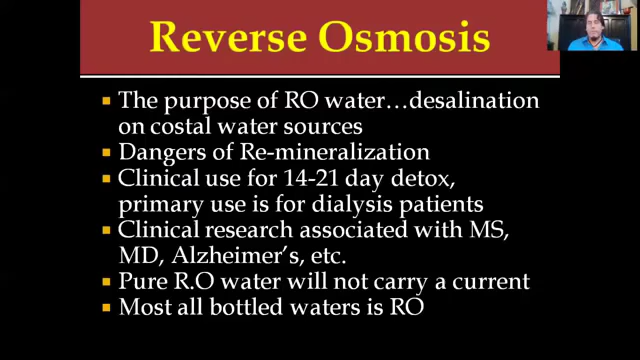 Reverse Osmosis
▪ The purpose of RO water…desalination
on costal water sources
▪ Dangers of Re-mineralization
▪ Clinical use for 14-21 day detox,
primary use is for dialysis patients
▪ Clinical research associated with MS,
MD, Alzheimer's, etc.
▪ Pure R.O water will not carry a current
▪ Most all bottled waters is RO